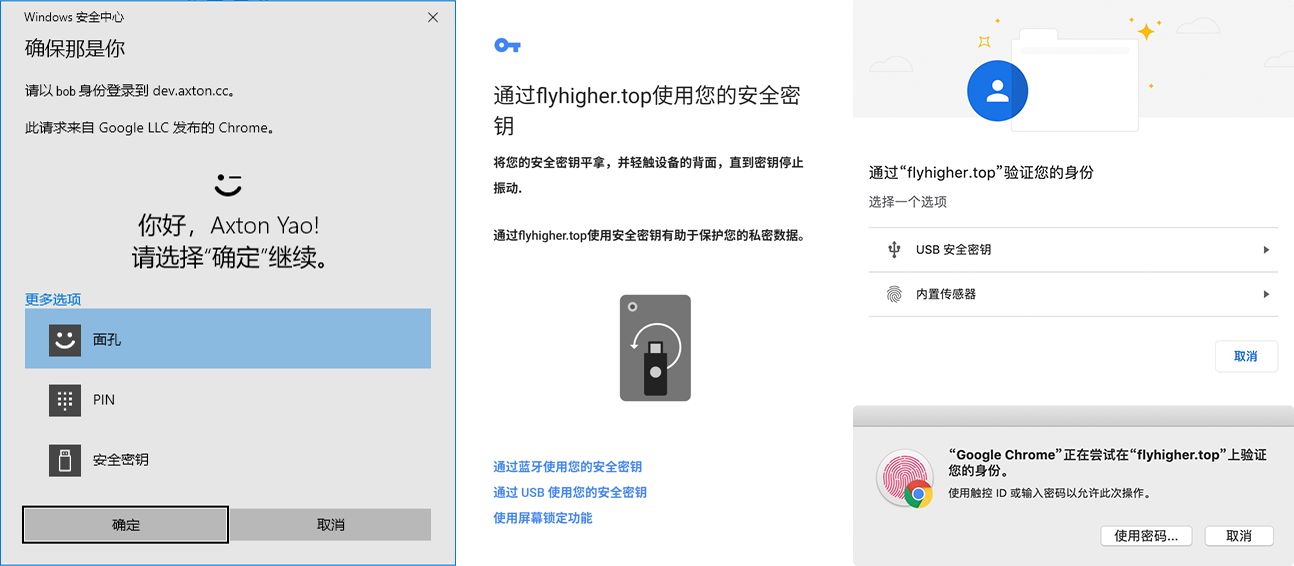 Windows 安全中心
确保那是你
请以 bob 身份登录到 dev.axton.cc。
此请求来自 Google LLC 发布的 Chrome。
你好，Axton Yao!
请选择“确定”继续。
更多选项
面孔
PIN
安全密钥
确定
取消
通过flyhigher.top使用您的安全密
钥
将您的安全密钥平拿，并轻触设备的背面，直到密钥停止
振动.
通过flyhigher.top使用安全密钥有助于保护您的私密数据。
通过蓝牙使用您的安全密钥
通过 USB 使用您的安全密钥
使用屏幕锁定功能
通过“flyhigher.top”验证您的身份
选择一个选项
USB 安全密钥
内置传感器
取消
“Google Chrome”正在尝试在“flyhigher.top”上验证
您的身份。
使用触控 ID 或输入密码以允许此次操作。
使用密码...
取消